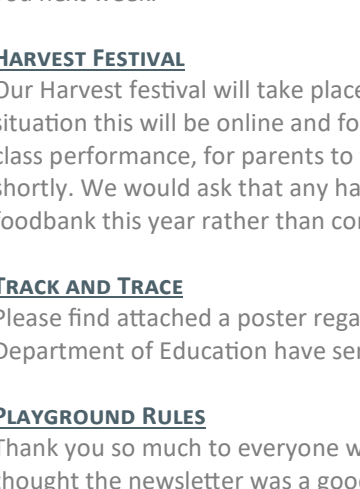 HARVEST FESTIVAL
Our Harvest festival will take place
situation this will be online and fo
class performance, for parents to
shortly. We would ask that any ha
foodbank this year rather than co
TRACK AND TRACE
Please find attached a poster rega
Department of Education have se
PLAYGROUND RULES
Thank you so much to everyone w
thought the newsletter was a goo